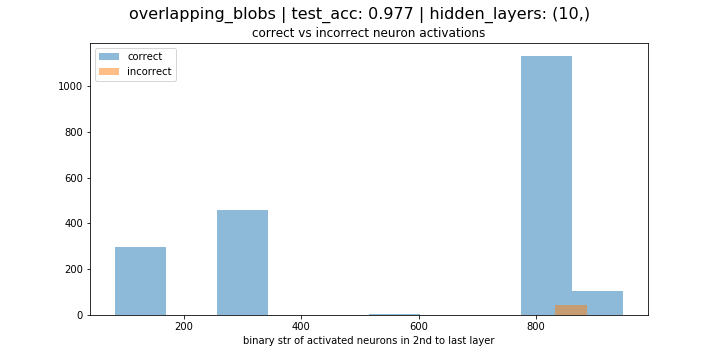 overlapping_blobs | test_acc: 0.977 | hidden_layers: (10,)
correct vs incorrect neuron activations
correct
incorrect
1000
800
600
400
200
0
200 400 600 800
binary str of activated neurons in 2nd to last layer